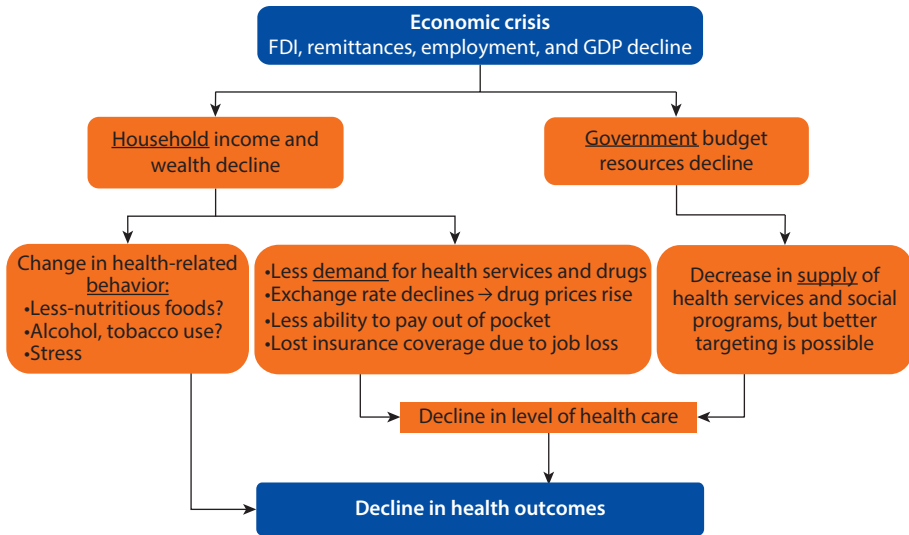 Economic crisis
FDI, remittances, employment, and GDP decline
Household income and
wealth decline
Government budget
resources decline
Change in health-related
behavior:
•Less-nutritious foods?
•Alcohol, tobacco use?
•Stress
•Less demand for health services and drugs
•Exchange rate declines → drug prices rise
•Less ability to pay out of pocket
•Lost insurance coverage due to job loss
Decrease in supply of
health services and social
programs, but better
targeting is possible
Decline in level of health care
Decline in health outcomes